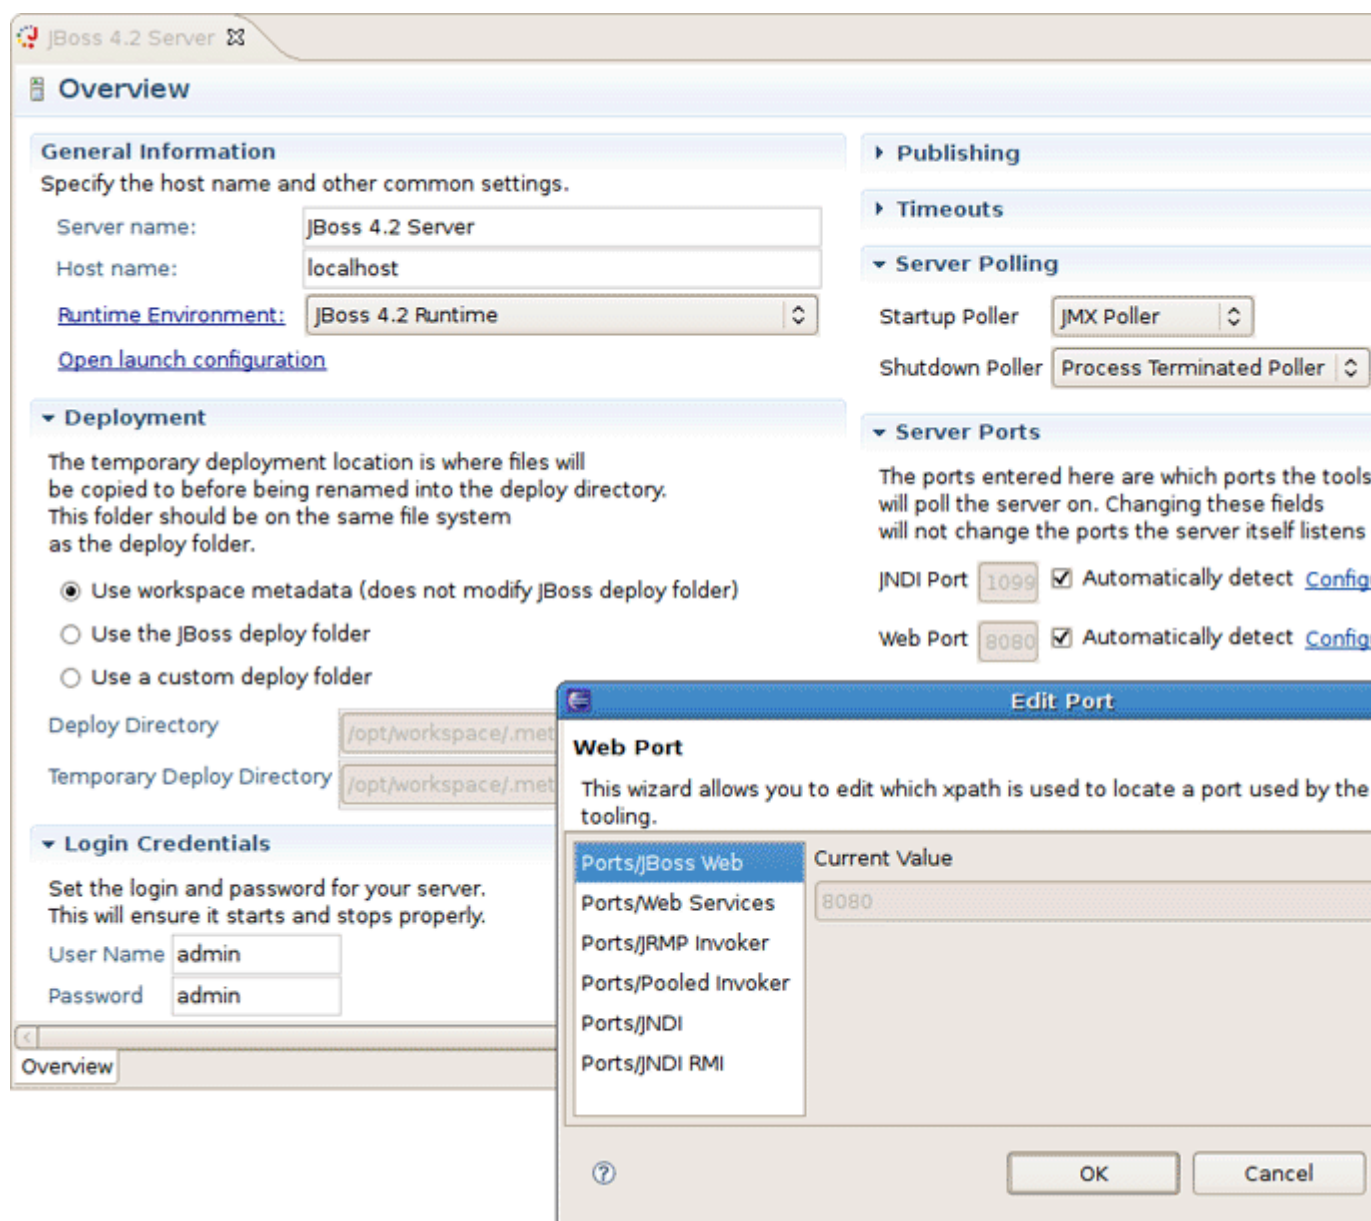 JBoss 4.2 Server
Overview
General Information
Specify the host name and other common settings.
Server name: JBoss 4.2 Server
Host name: localhost
Runtime Environment: JBoss 4.2 Runtime
Open launch configuration
Deployment
The temporary deployment location is where files will
be copied to before being renamed into the deploy directory.
This folder should be on the same file system
as the deploy folder.
Use workspace metadata (does not modify JBoss deploy folder)
Use the JBoss deploy folder
Use a custom deploy folder
Deploy Directory /opt/workspace/.met
Temporary Deploy Directory /opt/workspace/.met
Login Credentials
Set the login and password for your server.
This will ensure it starts and stops properly.
User Name admin
Password admin
Overview
Publishing
Timeouts
Server Polling
Startup Poller JMX Poller
Shutdown Poller Process Terminated Poller
Server Ports
The ports entered here are which ports the tools
will poll the server on. Changing these fields
will not change the ports the server itself listens
JNDI Port 1099 Automatically detect Config
Web Port 8080 Automatically detect Config
Edit Port
Web Port
This wizard allows you to edit which xpath is used to locate a port used by the
tooling.
Ports/JBoss Web
Ports/Web Services
Ports/JRMP Invoker
Ports/Pooled Invoker
Ports/JNDI
Ports/JNDI RMI
Current Value
8080
OK Cancel